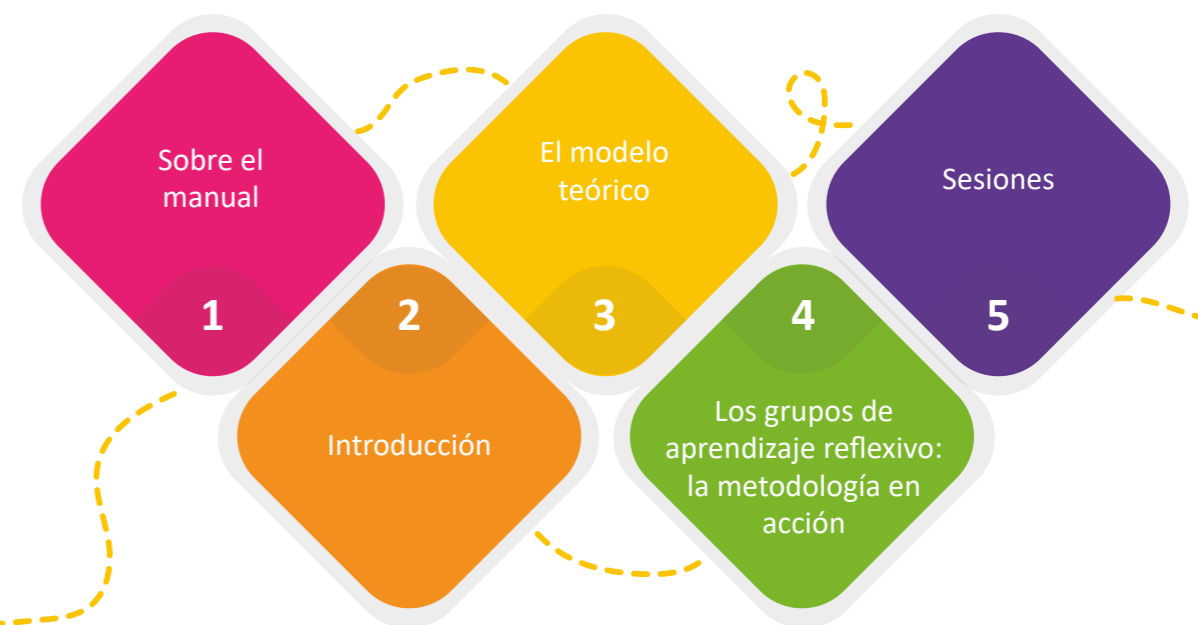 Sobre el
manual
1
2
Introducción
El modelo
teórico
3
4
Los grupos de
aprendizaje reflexivo:
la metodología en
acción
Sesiones
5